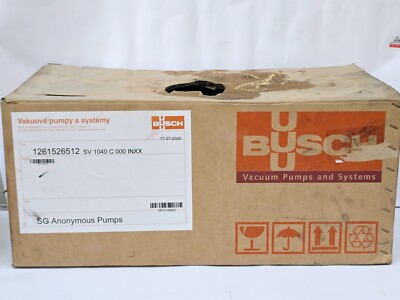 Vakuové pumpy a systémy
BUSCH
17-07-2020
1261526512 SV 1040 C 000 INXX
SG Anonymous Pumps
BUSCH
Vacuum Pumps and Systems